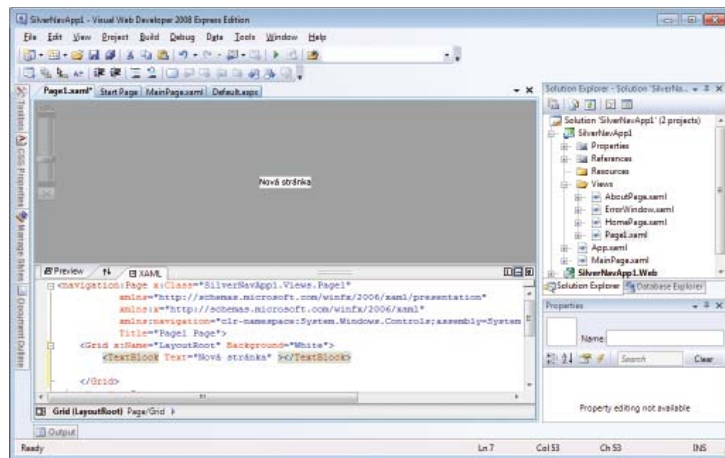 SilverNavApp1 - Visual Web Developer 2008 Express Edition
File Edit View Project Build Debug Data Tools Window Help
Page1.xaml* Start Page MainPage.xaml Default.aspx
Solution Explorer - Solution 'SilverNa...
Toolbox
CSS Properties
Manage Styles
Document Outline
Nová stránka
Solution 'SilverNavApp1' (2 projects)
SilverNavApp1
Properties
References
Resources
Views
AboutPage.xaml
ErrorWindow.xaml
HomePage.xaml
Page1.xaml
App.xaml
MainPage.xaml
SilverNavApp1.Web
Solution Explorer Database Explorer
Preview XAML
<navigation:Page x:Class="SilverNavApp1.Views.Page1"
xmlns="http://schemas.microsoft.com/winfx/2006/xaml/presentation"
xmlns:x="http://schemas.microsoft.com/winfx/2006/xaml"
xmlns:navigation="clr-namespace:System.Windows.Controls;assembly=System
Title="Page1 Page">
<Grid x:Name="LayoutRoot" Background="White">
<TextBlock Text="Nová stránka" ></TextBlock>
</Grid>
Grid (LayoutRoot) Page/Grid
Properties
Name:
Search Clear
Property editing not available
Output
Ready Ln 7 Col 53 Ch 53 INS